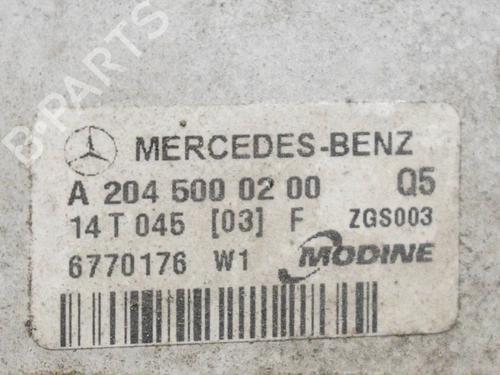 B-PARTS
MERCEDES-BENZ
A 204 500 02 00 Q5
14 T 045 [03] F ZGS003
6770176 W1 MODINE